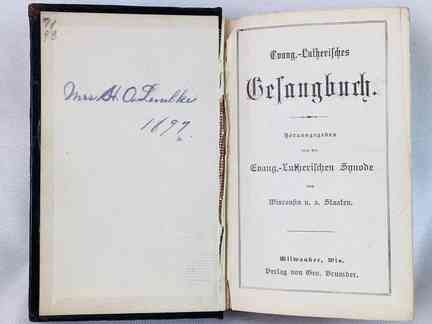 Mrs. H. A. Lemhke
1897
Evang.-Lutherisches
Gesangbuch.
Herausgegeben
von der
Evang.-Lutherischen Synode
von
Wisconsin u. a. Staaten.
Milwaukee, Wis.
Verlag von Geo. Brumder.